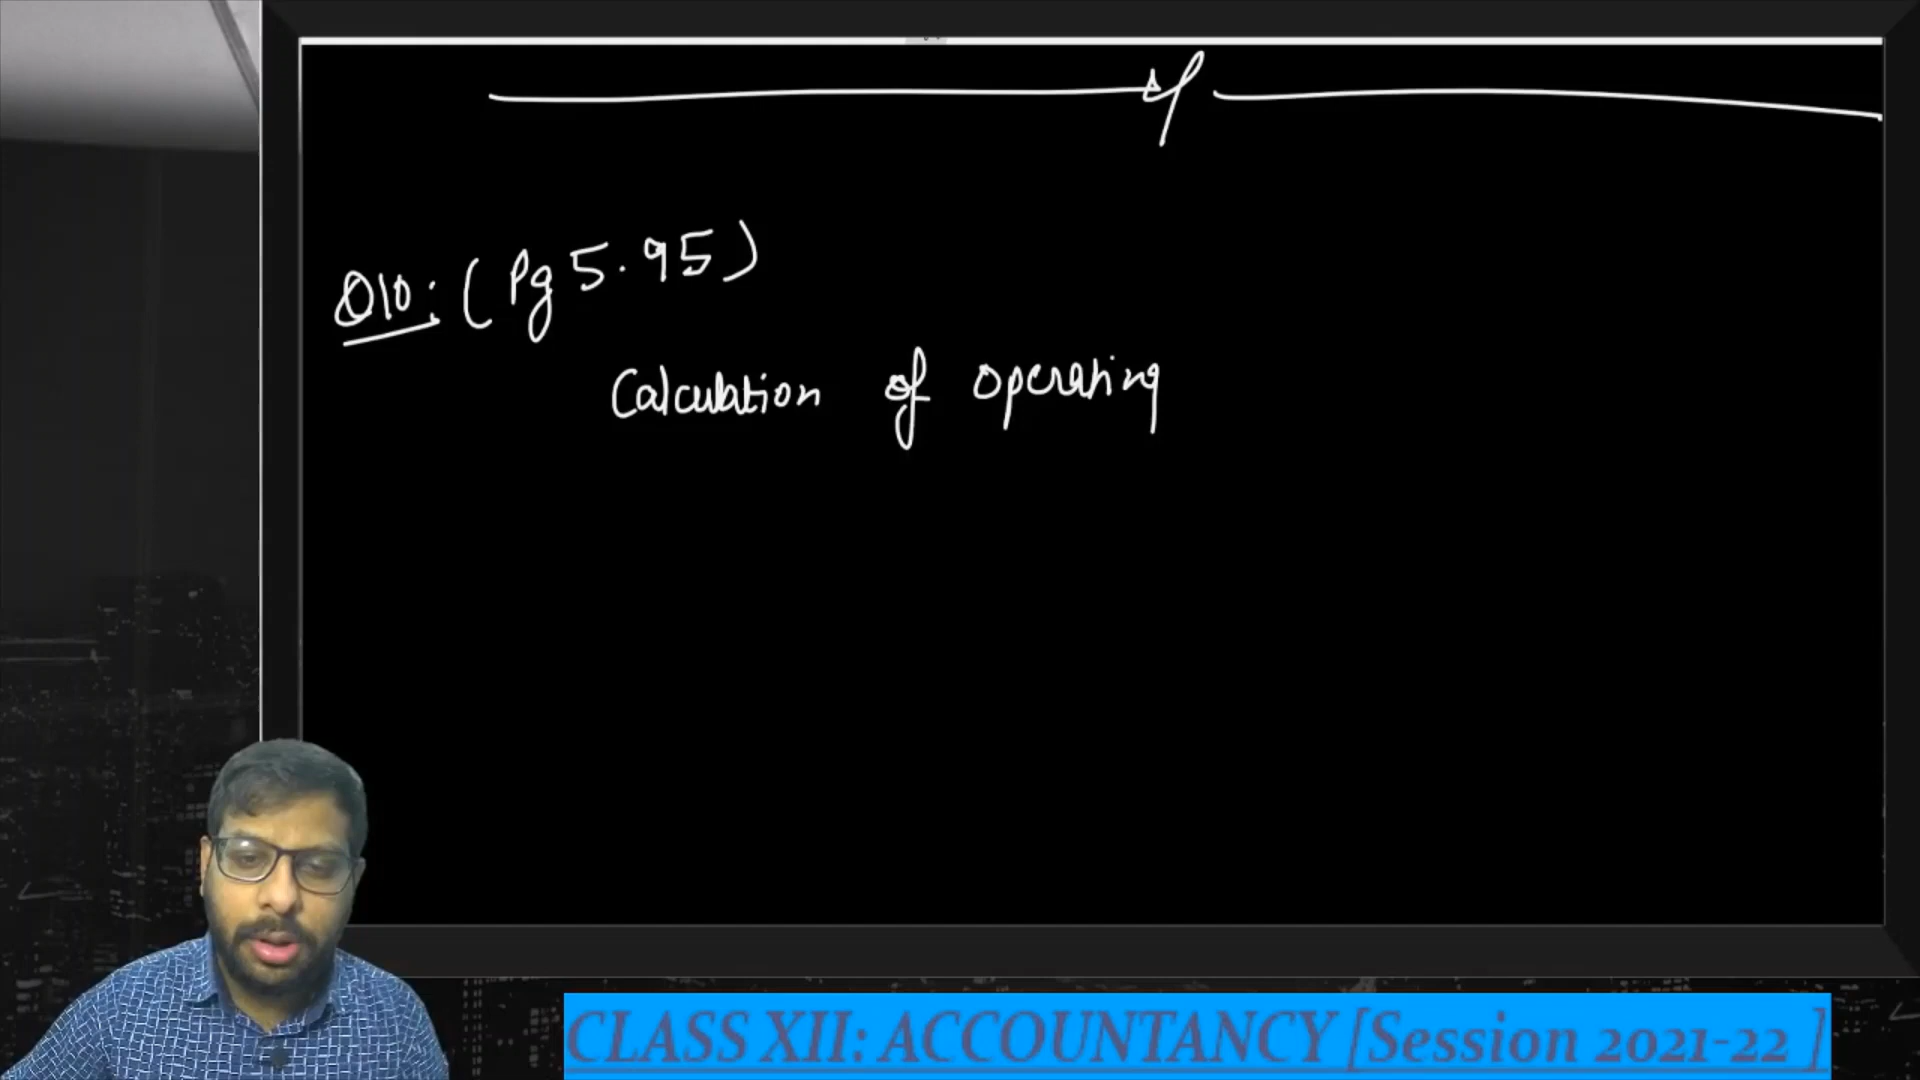 Q10: (Pg 5.95)
Calculation of operating
CLASS XII: ACCOUNTANCY [Session 2021-22 ]